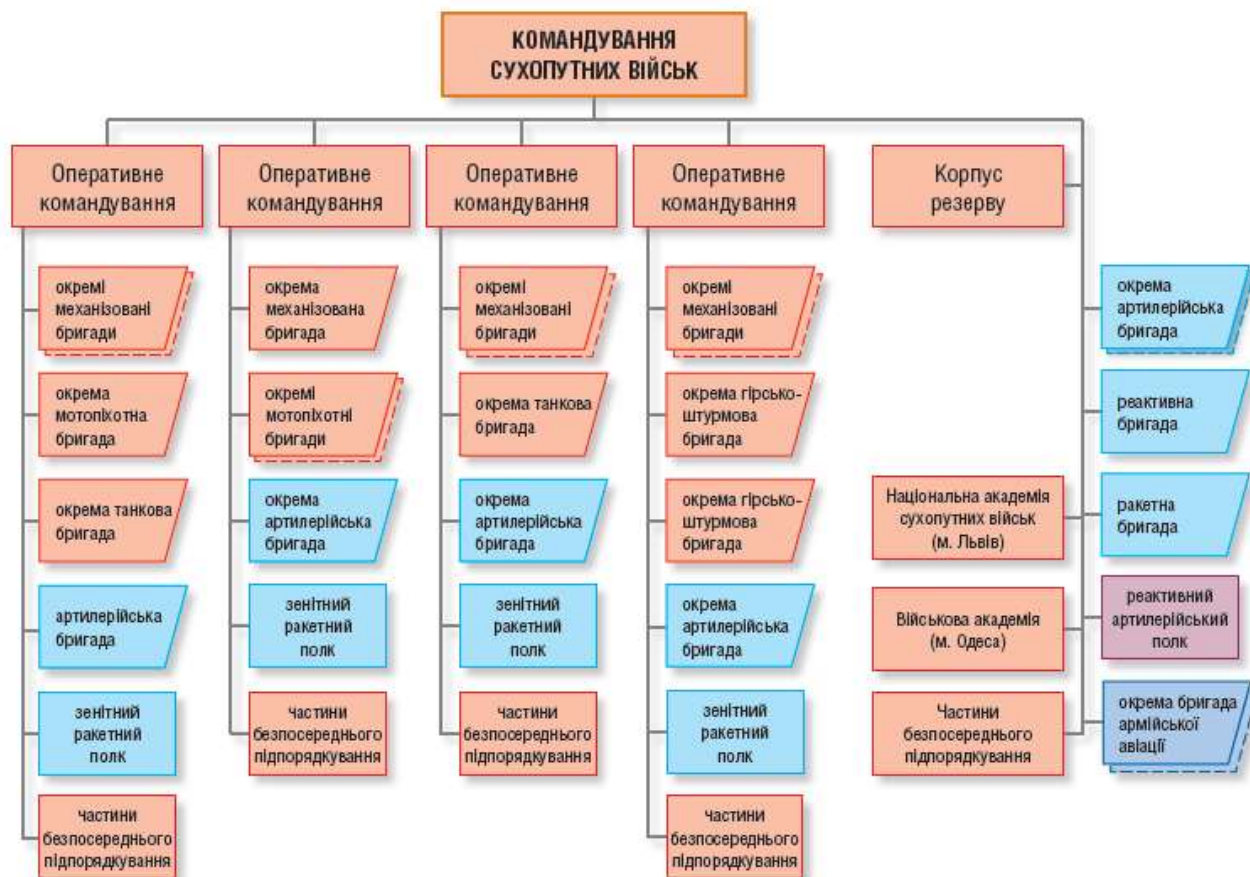 КОМАНДУВАННЯ
СУХОПУТНИХ ВІЙСЬК
Оперативне
командування
окремі
механізовані
бригади
окрема
мотопіхотна
бригада
окрема танкова
бригада
артилерійська
бригада
зенітний
ракетний
полк
частини
безпосереднього
підпорядкування
Оперативне
командування
окрема
механізована
бригада
окремі
мотопіхотні
бригади
окрема
артилерійська
бригада
зенітний
ракетний
полк
частини
безпосереднього
підпорядкування
Оперативне
командування
окремі
механізовані
бригади
окрема танкова
бригада
окрема
артилерійська
бригада
зенітний
ракетний
полк
частини
безпосереднього
підпорядкування
Оперативне
командування
окремі
механізовані
бригади
окрема гірсько-
штурмова
бригада
окрема гірсько-
штурмова
бригада
окрема
артилерійська
бригада
зенітний
ракетний
полк
частини
безпосереднього
підпорядкування
Корпус
резерву
Національна академія
сухопутних військ
(м. Львів)
Військова академія
(м. Одеса)
Частини
безпосереднього
підпорядкування
окрема
артилерійська
бригада
реактивна
бригада
ракетна
бригада
реактивний
артилерійський
полк
окрема бригада
армійської
авіації